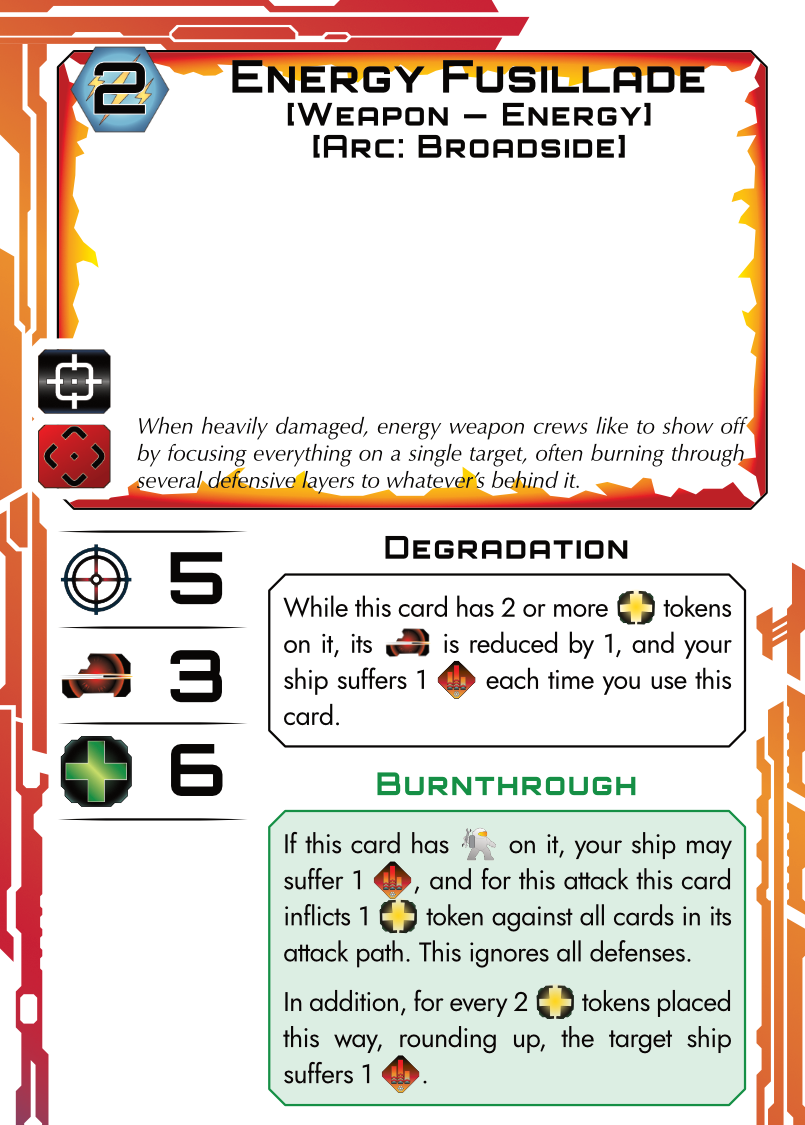 2
ENERGY FUSILLADE
[WEAPON – ENERGY]
[ARC: BROADSIDE]
When heavily damaged, energy weapon crews like to show off
by focusing everything on a single target, often burning through
several defensive layers to whatever's behind it.
5
3
6
DEGRADATION
While this card has 2 or more tokens
on it, its is reduced by 1, and your
ship suffers 1 each time you use this
card.
BURNTHROUGH
If this card has on it, your ship may
suffer 1 , and for this attack this card
inflicts 1 token against all cards in its
attack path. This ignores all defenses.
In addition, for every 2 tokens placed
this way, rounding up, the target ship
suffers 1 .